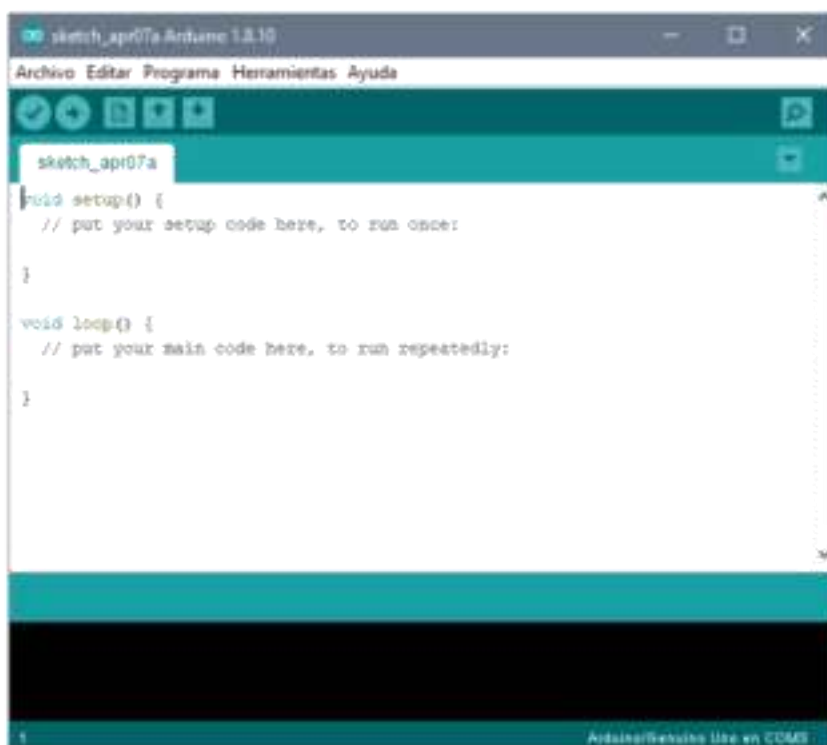 sketch_apr07a Arduino 1.8.10
Archivo Editar Programa Herramientas Ayuda
sketch_apr07a
void setup() {
  // put your setup code here, to run once:
}
void loop() {
  // put your main code here, to run repeatedly:
}
1
Arduino/Genuino Uno en COM5